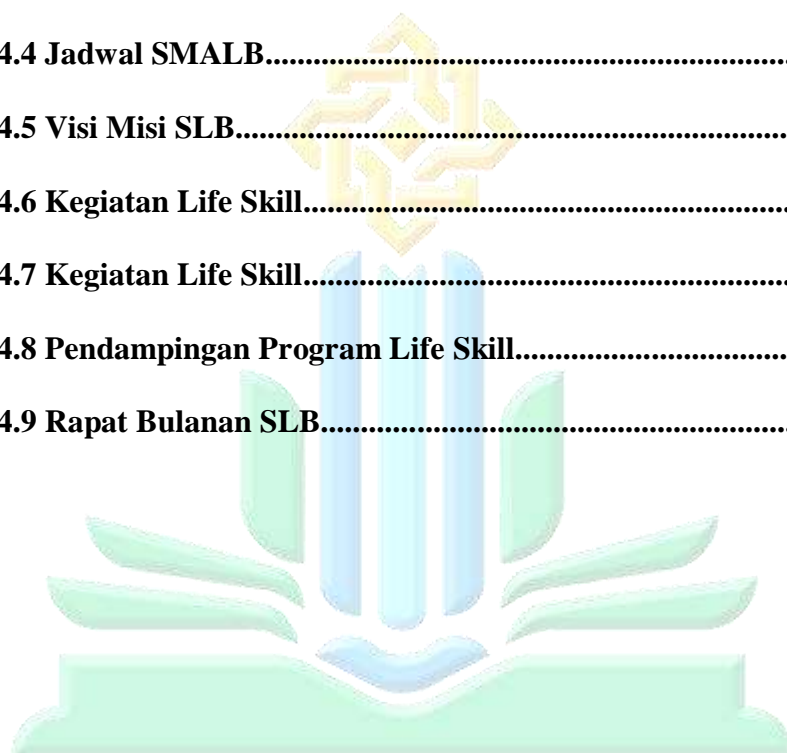 4.4 Jadwal SMALB.................................................................
4.5 Visi Misi SLB.....................................................................
4.6 Kegiatan Life Skill............................................................
4.7 Kegiatan Life Skill............................................................
4.8 Pendampingan Program Life Skill..................................
4.9 Rapat Bulanan SLB..........................................................